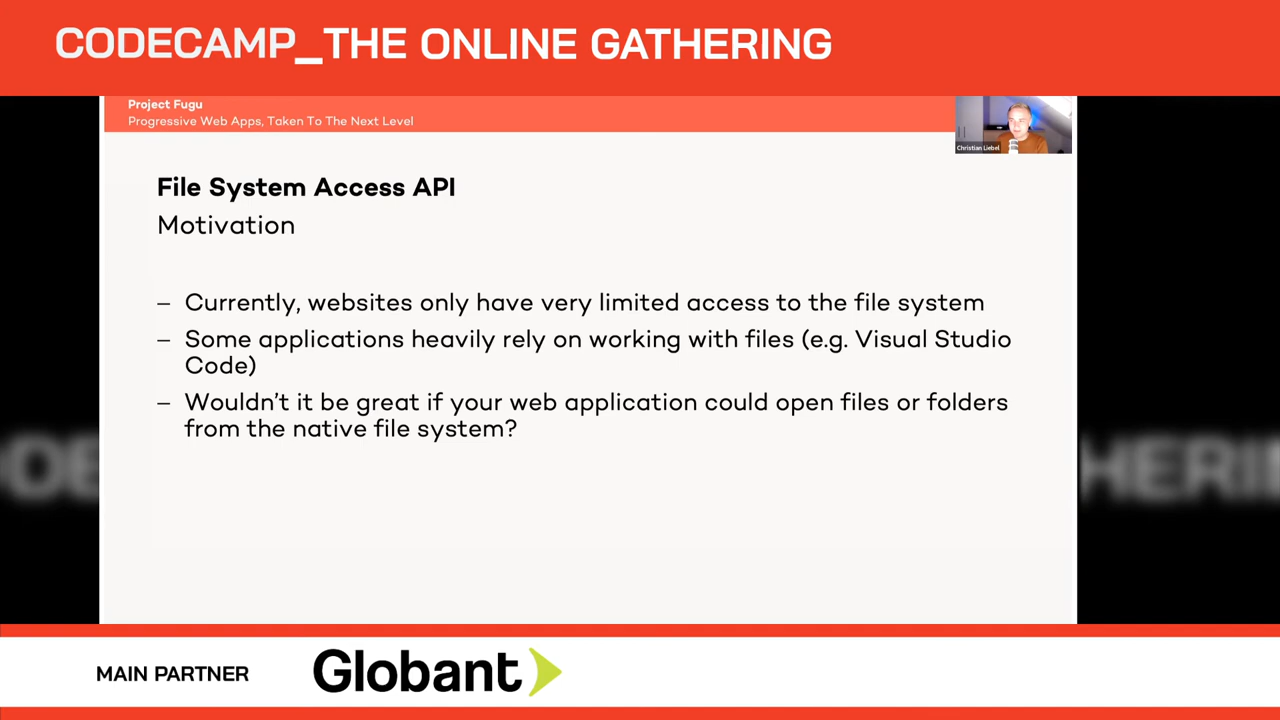 CODECAMP_THE ONLINE GATHERING
Project Fugu
Progressive Web Apps, Taken To The Next Level
Christian Liebel
File System Access API
Motivation
– Currently, websites only have very limited access to the file system
– Some applications heavily rely on working with files (e.g. Visual Studio
Code)
– Wouldn't it be great if your web application could open files or folders
from the native file system?
MAIN PARTNER
Globant